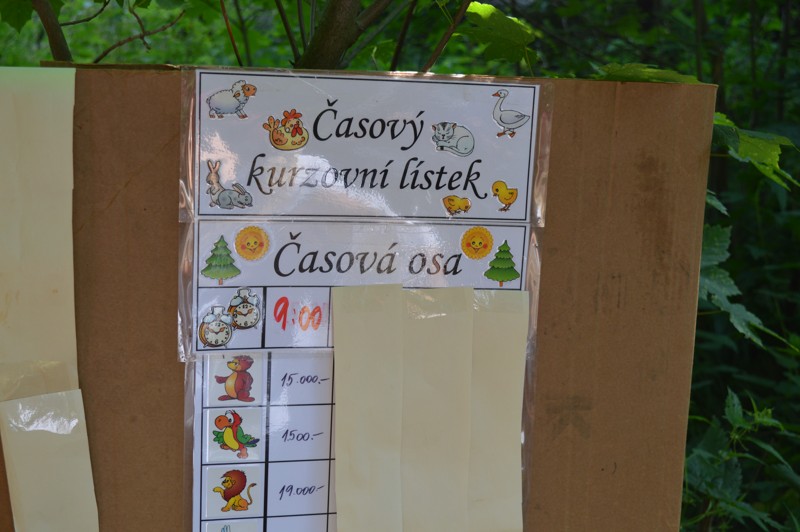 Časový
kurzovní lístek
Časová osa
9:00
15.000.-
1500.-
19.000.-